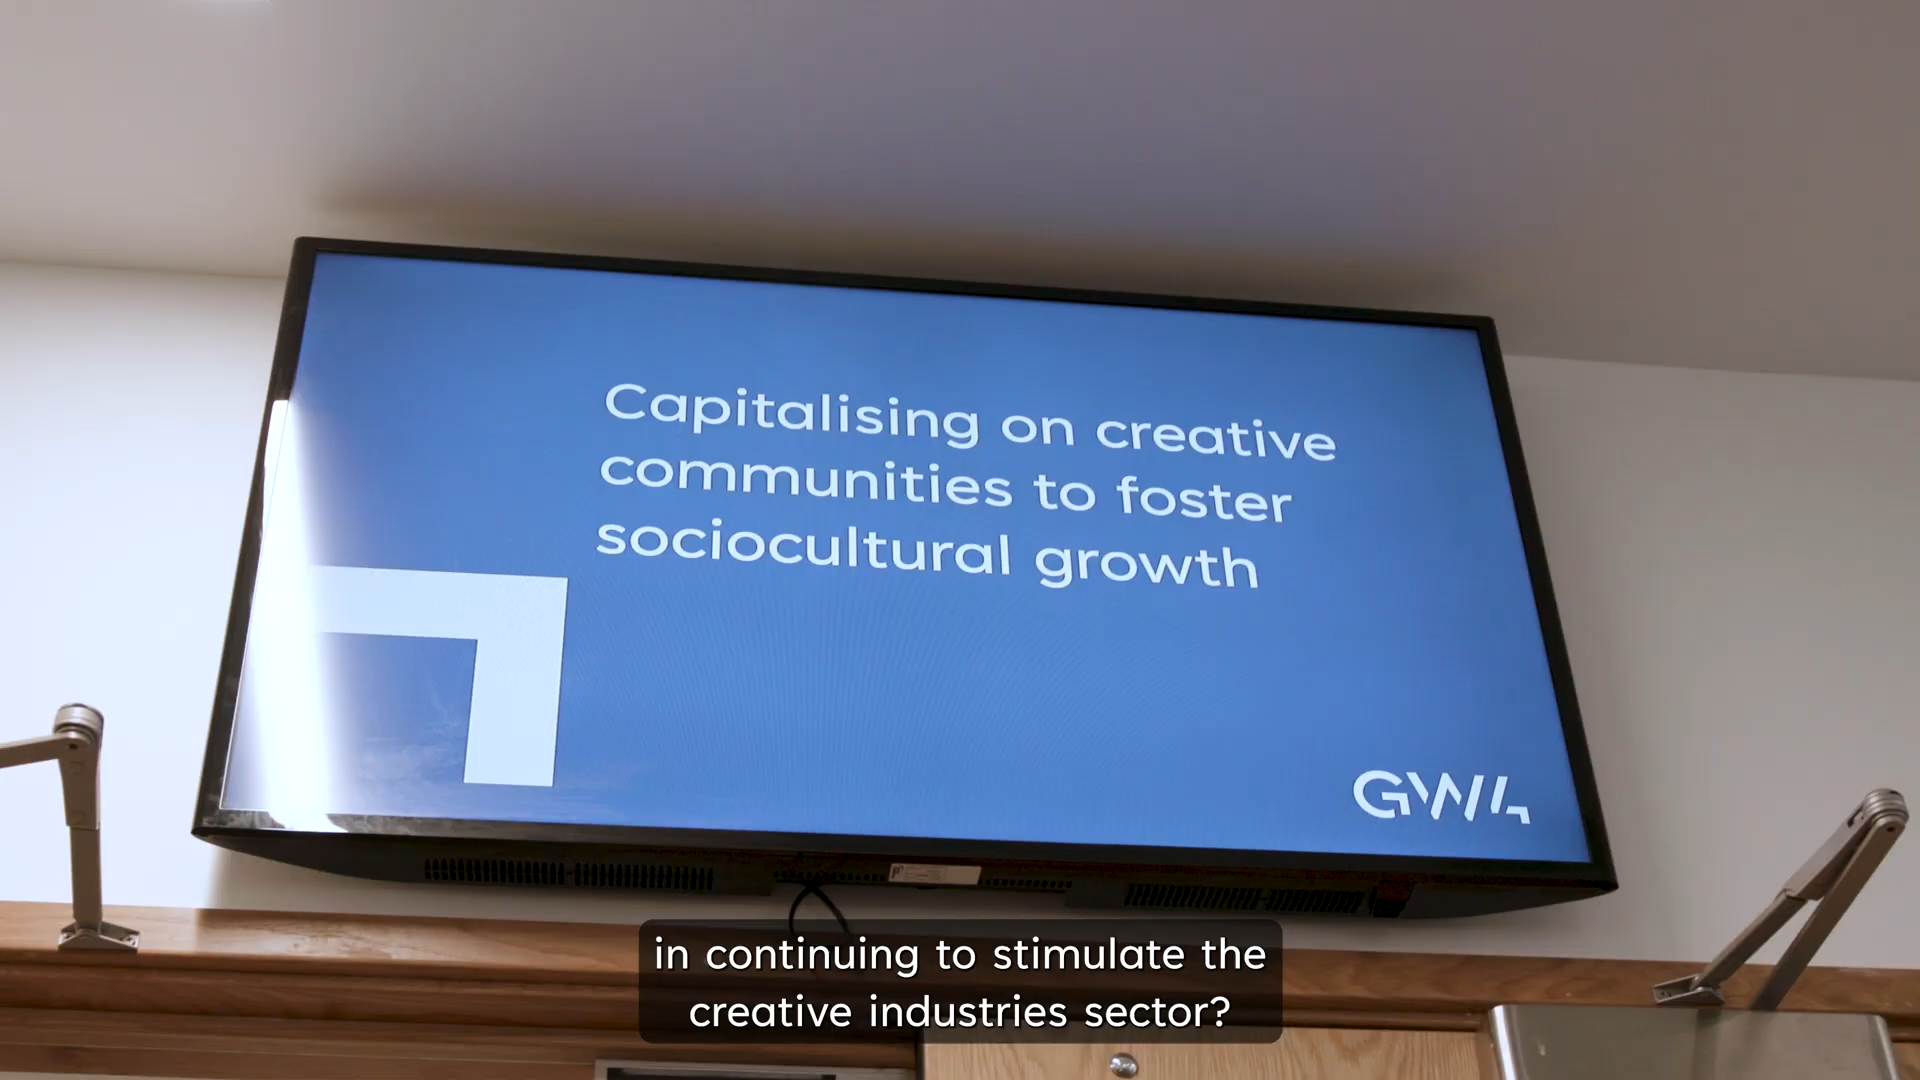 Capitalising on creative
communities to foster
sociocultural growth
GW4
in continuing to stimulate the
creative industries sector?